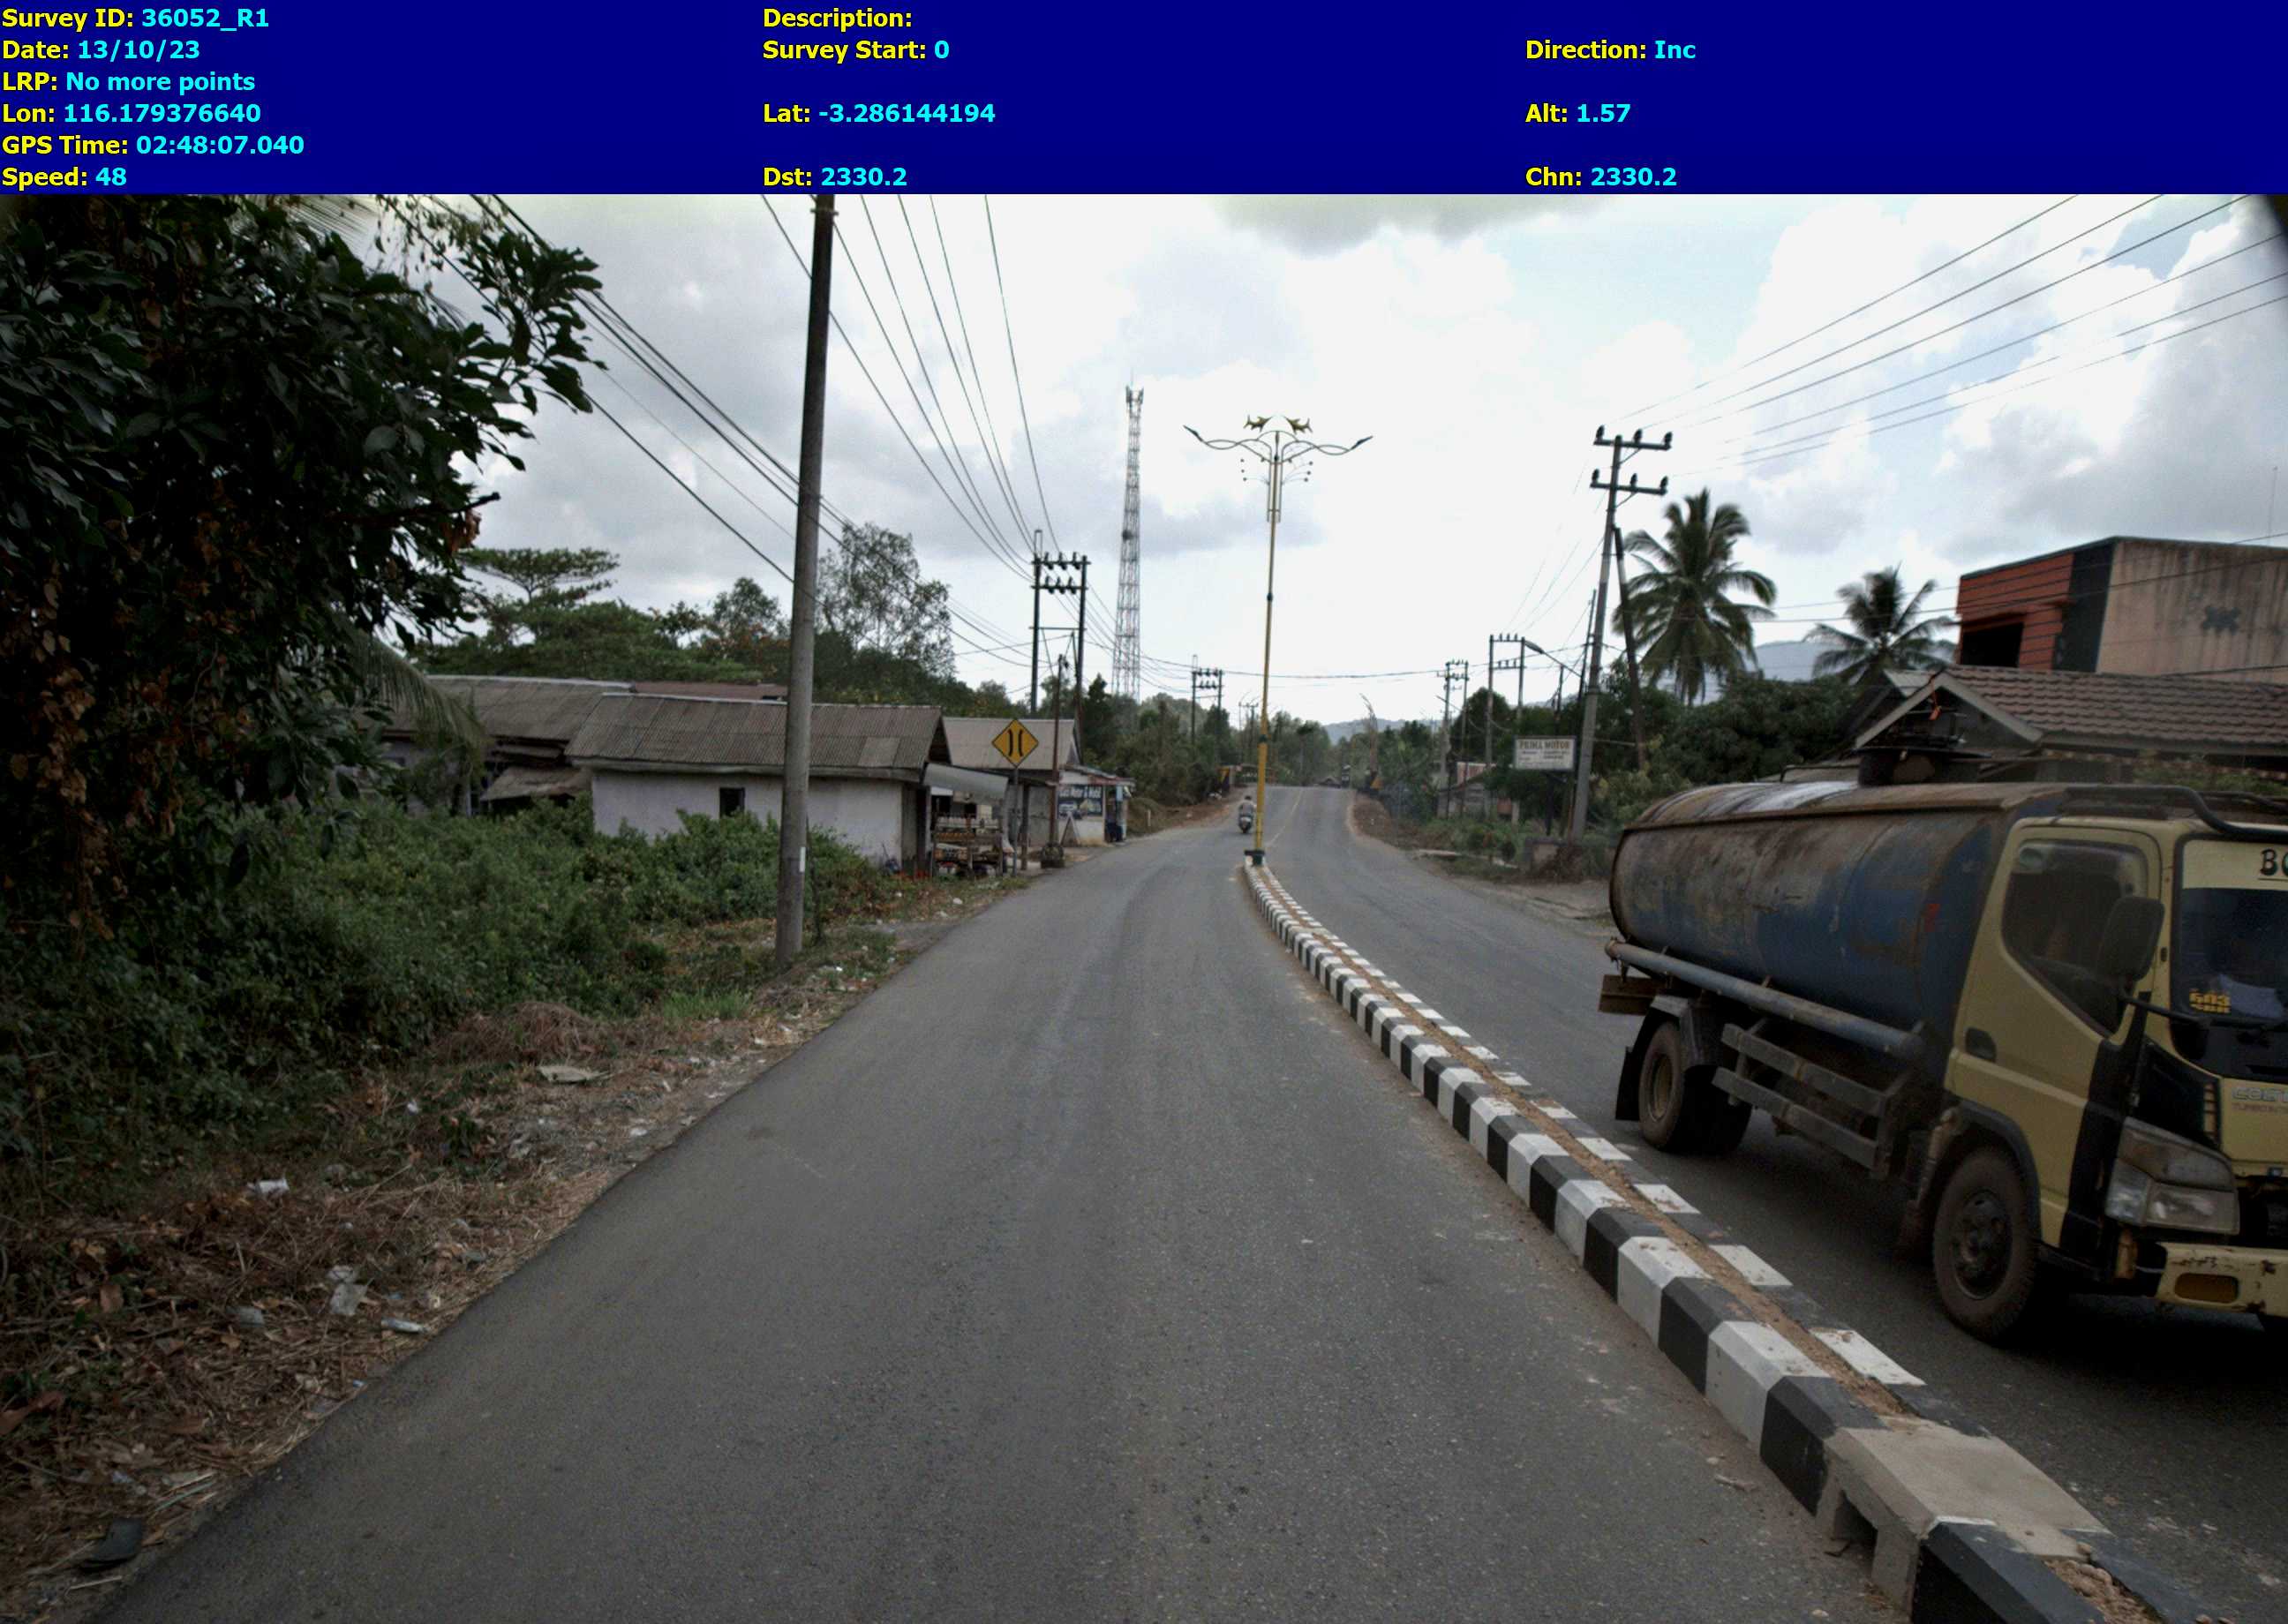 Survey ID: 36052_R1
Description:
Date: 13/10/23
Survey Start: 0
Direction: Inc
LRP: No more points
Lon: 116.179376640
Lat: -3.286144194
Alt: 1.57
GPS Time: 02:48:07.040
Speed: 48
Dst: 2330.2
Chn: 2330.2
PRIMA MOTOR